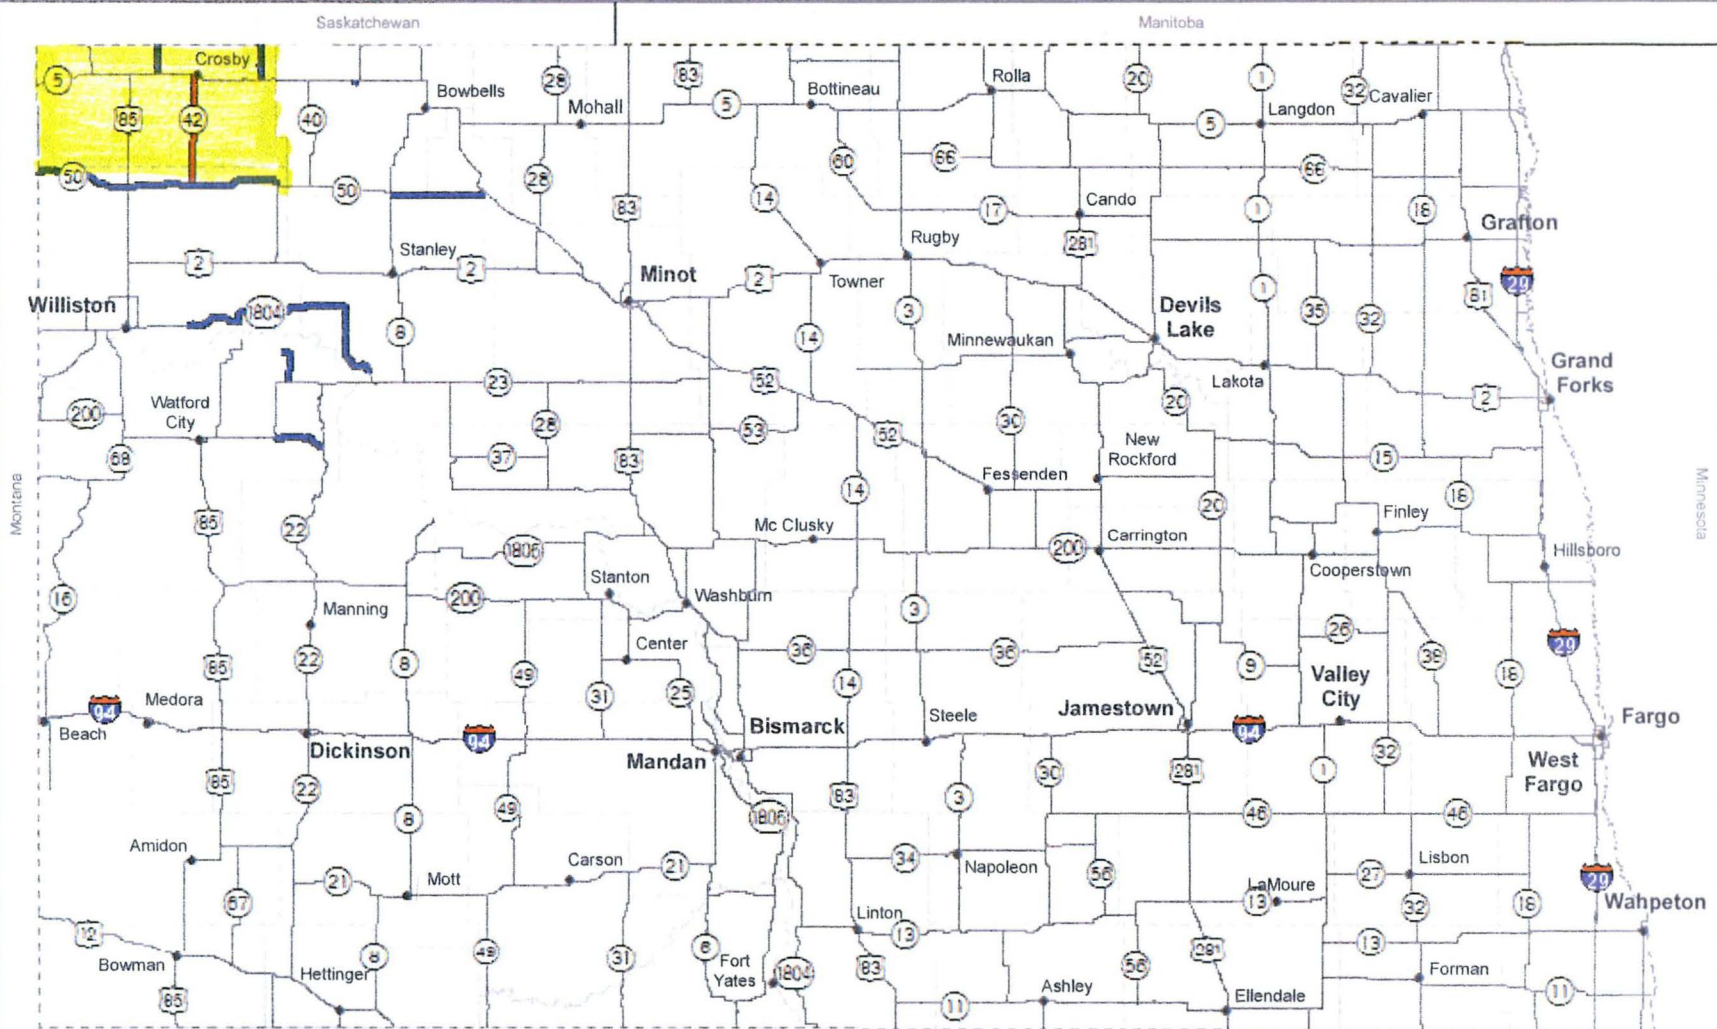 Saskatchewan
Manitoba
5
Crosby
85
42
40
50
50
Bowbells
28
Mohall
83
5
Bottineau
Rolla
20
1
32
Cavalier
Langdon
5
60
66
66
28
14
83
17
Cando
281
1
18
Grafton
81
29
Stanley
2
2
Minot
2
Towner
Rugby
3
Williston
1804
8
14
Minnewaukan
Devils
Lake
1
35
32
Lakota
Grand
Forks
2
23
52
200
Watford
City
28
53
30
20
68
37
83
52
New
Rockford
15
Montana
Minnesota
85
22
14
Fessenden
20
18
Finley
Mc Clusky
1806
200
Carrington
Cooperstown
Hillsboro
16
Stanton
Washburn
Manning
200
3
26
Center
36
36
38
29
85
22
8
49
31
25
14
52
9
18
Valley
City
Medora
94
Beach
Dickinson
94
Mandan
Bismarck
Steele
Jamestown
94
Fargo
West
Fargo
85
22
8
49
1806
83
3
30
281
1
32
46
46
Amidon
21
Mott
Carson
21
34
Napoleon
56
27
Lisbon
29
67
LaMoure
13
32
18
Wahpeton
12
Bowman
8
49
31
6
Linton
13
281
13
85
Hettinger
Fort
Yates
1804
83
56
Forman
Ashley
11
Ellendale
11